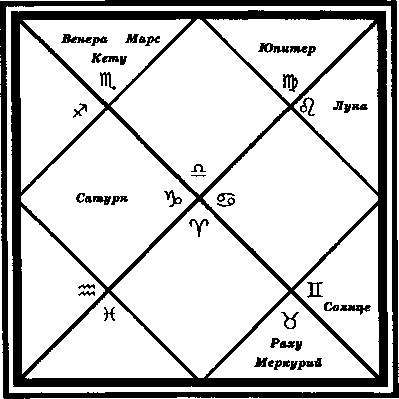 Венера Марс
Кету
Юпитер
♏
♍
♐
♌
Луна
♎
Сатурн
♑
♋
♈
♒
♊
♓
Солнце
♉
Раху
Меркурий